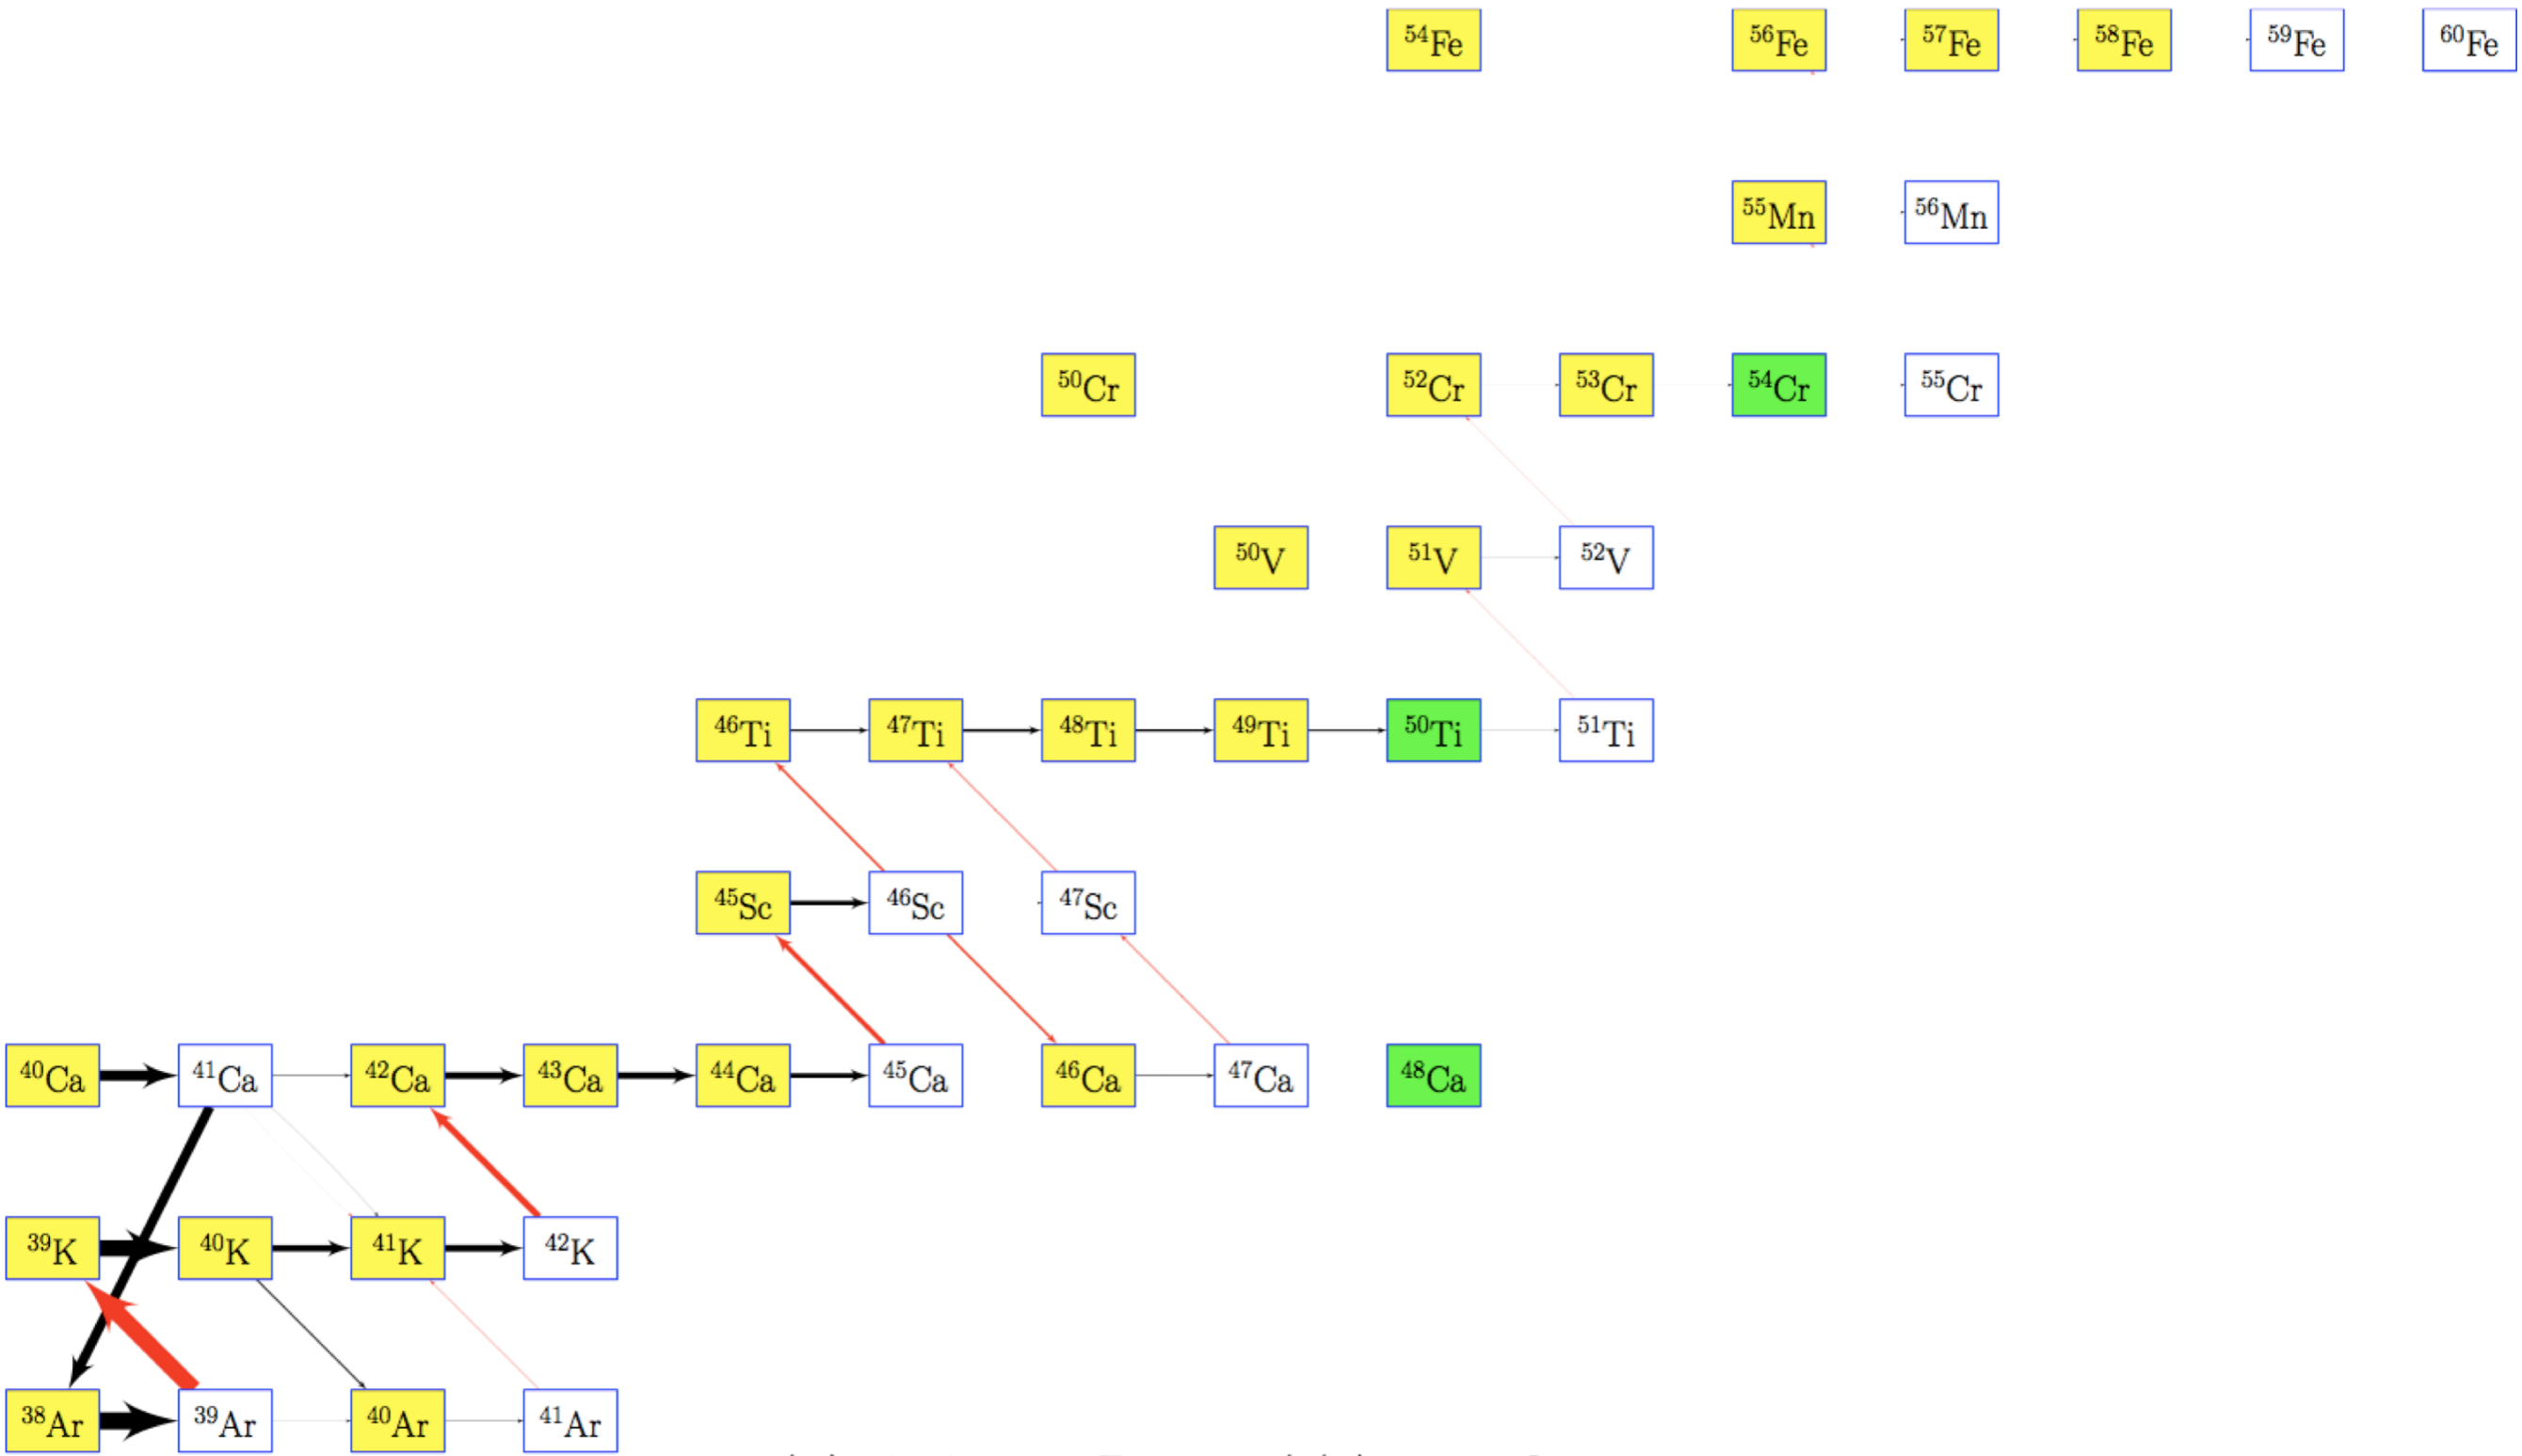 ⁵⁴Fe ⁵⁶Fe ⁵⁷Fe ⁵⁸Fe ⁵⁹Fe ⁶⁰Fe
⁵⁵Mn ⁵⁶Mn
⁵⁰Cr ⁵²Cr ⁵³Cr ⁵⁴Cr ⁵⁵Cr
⁵⁰V ⁵¹V ⁵²V
⁴⁶Ti ⁴⁷Ti ⁴⁸Ti ⁴⁹Ti ⁵⁰Ti ⁵¹Ti
⁴⁵Sc ⁴⁶Sc ⁴⁷Sc
⁴⁰Ca ⁴¹Ca ⁴²Ca ⁴³Ca ⁴⁴Ca ⁴⁵Ca ⁴⁶Ca ⁴⁷Ca ⁴⁸Ca
³⁹K ⁴⁰K ⁴¹K ⁴²K
³⁸Ar ³⁹Ar ⁴⁰Ar ⁴¹Ar